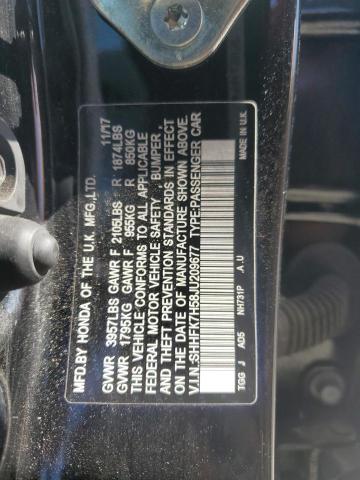 MFD.BY HONDA OF THE U.K. MFG.,LTD. 11/17
GVWR 3957LBS GAWR F 2105LBS R 1874LBS
GVWR 1795KG GAWR F 955KG R 850KG
THIS VEHICLE CONFORMS TO ALL APPLICABLE
FEDERAL MOTOR VEHICLE SAFETY , BUMPER ,
AND THEFT PREVENTION STANDARDS IN EFFECT
ON THE DATE OF MANUFACTURE SHOWN ABOVE.
V.I.N.:SHHFK7H58JU209677 TYPE:PASSENGER CAR
TGG J AD5 NH731P A.U MADE IN U.K.